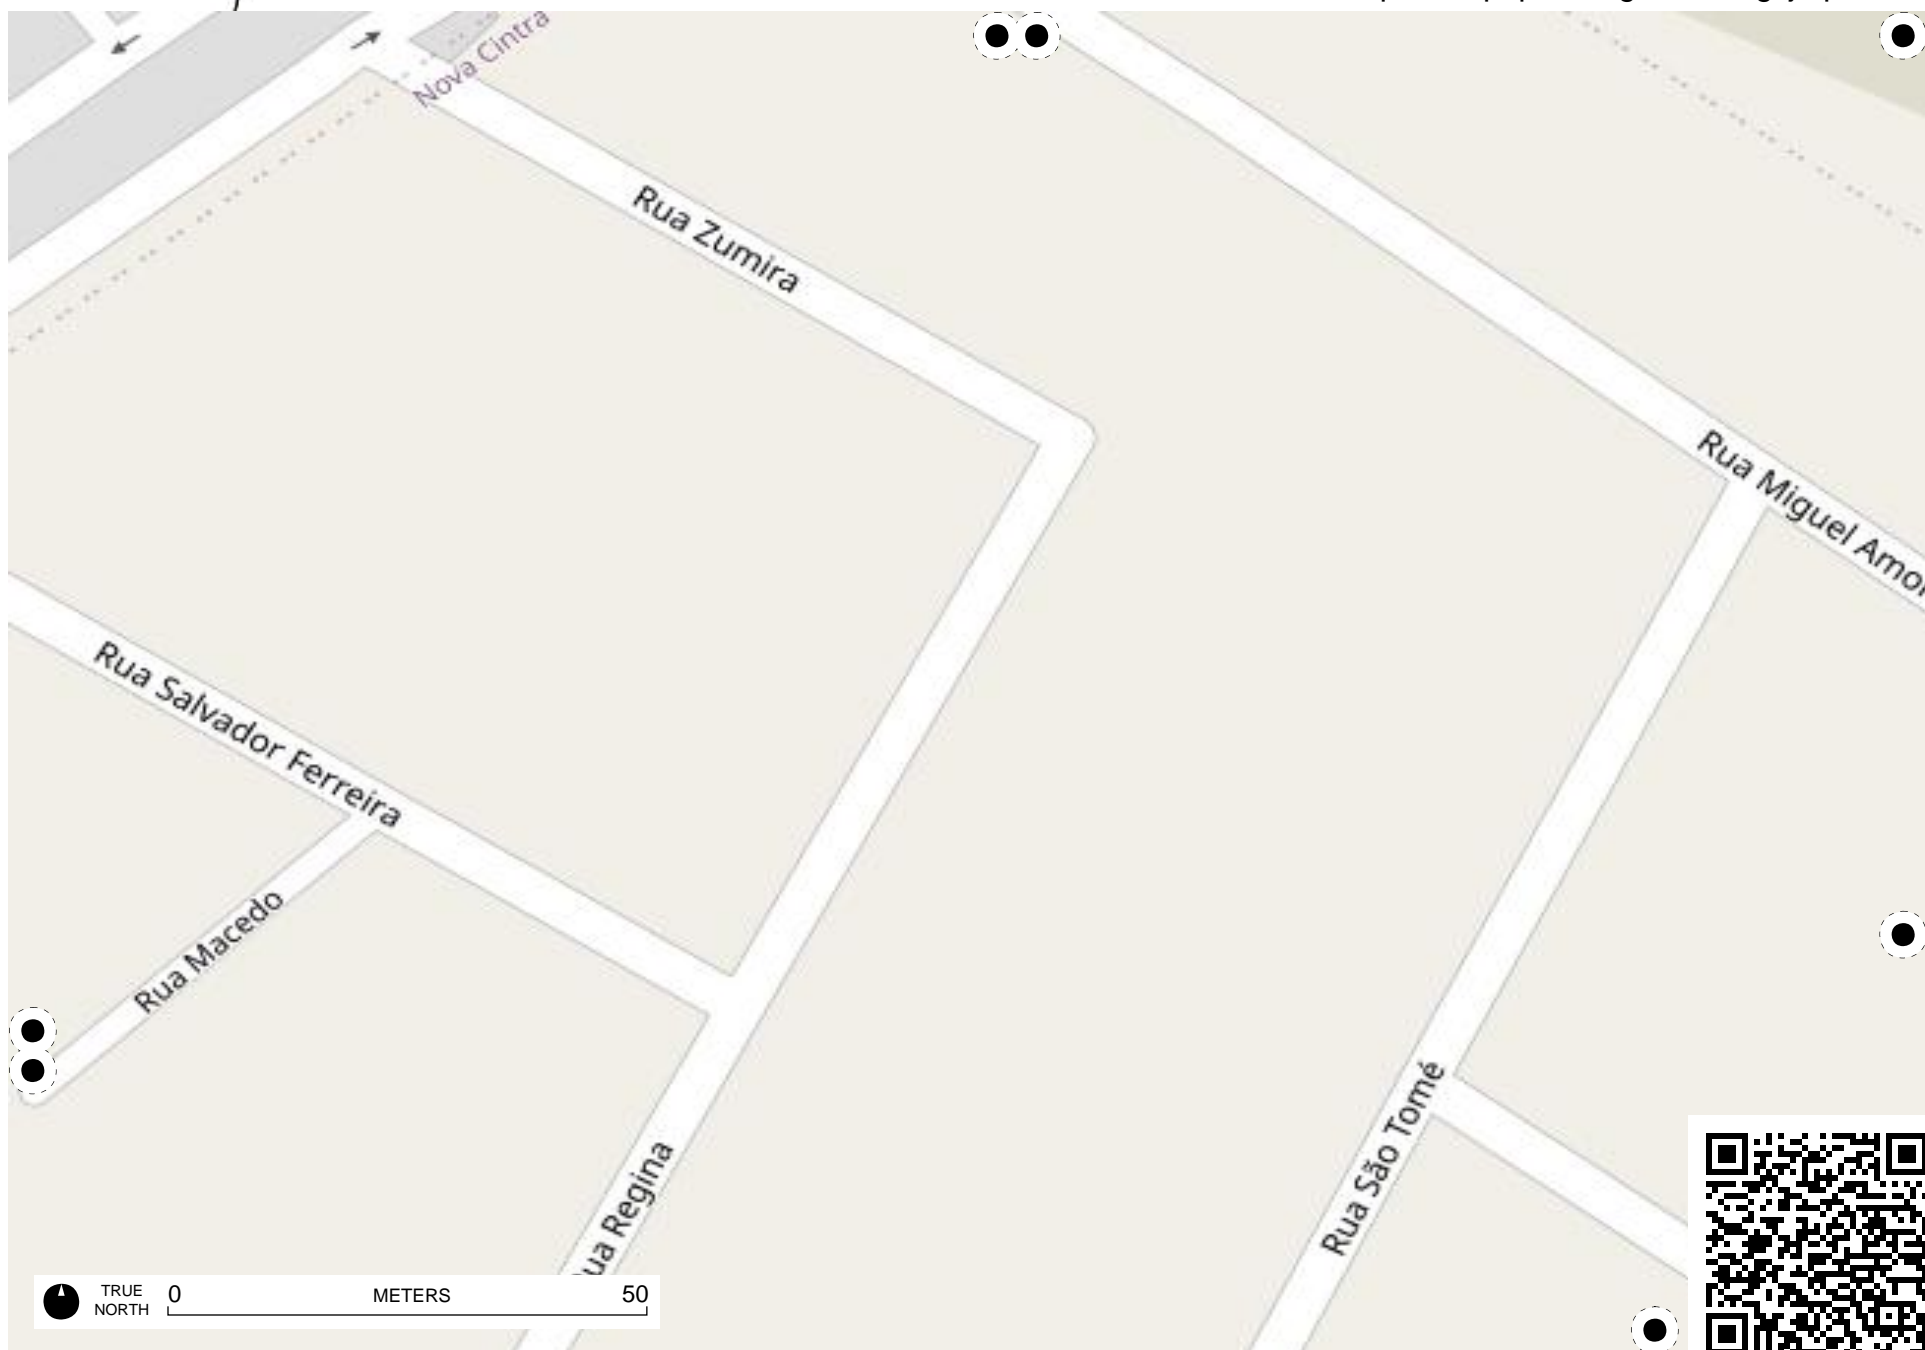 Nova Cintra
Rua Zumira
Rua Miguel Amo
Rua Salvador Ferreira
Rua Macedo
Rua São Tomé
ua Regina
TRUE NORTH
0 METERS 50